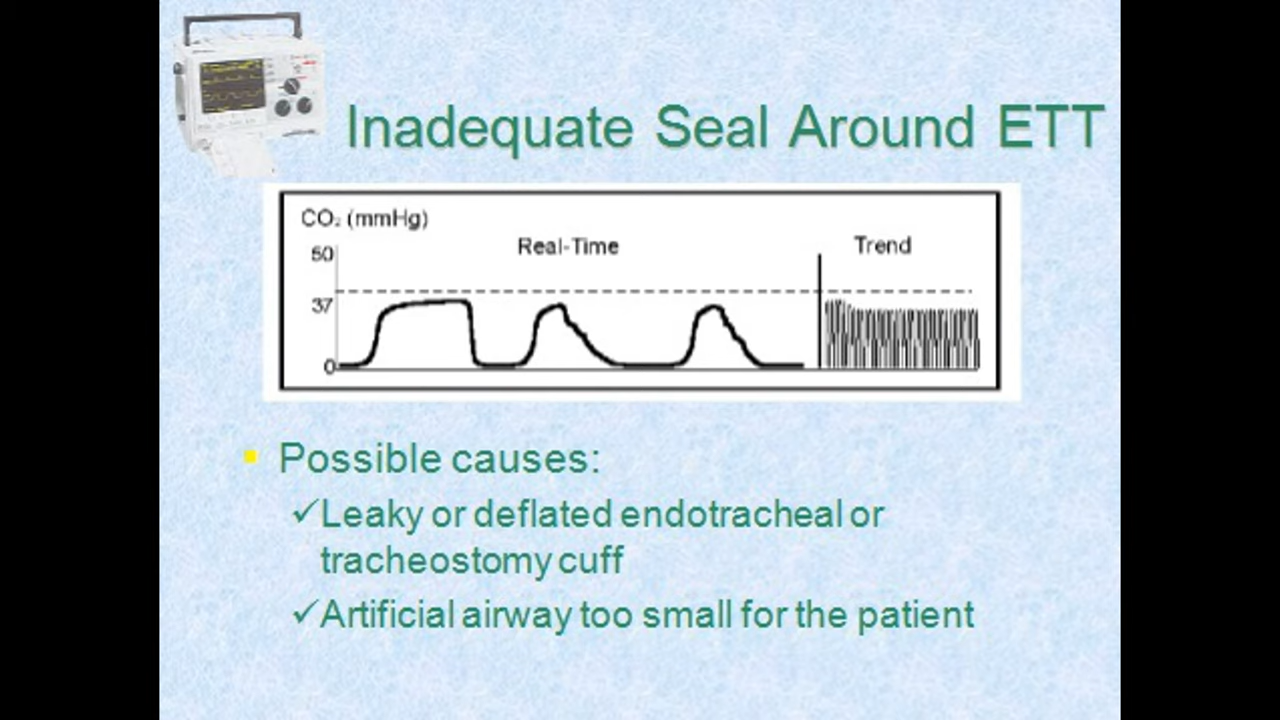 Inadequate Seal Around ETT
CO₂ (mmHg)
Real-Time
Trend
50
37
0
Possible causes:
Leaky or deflated endotracheal or
tracheostomy cuff
Artificial airway too small for the patient